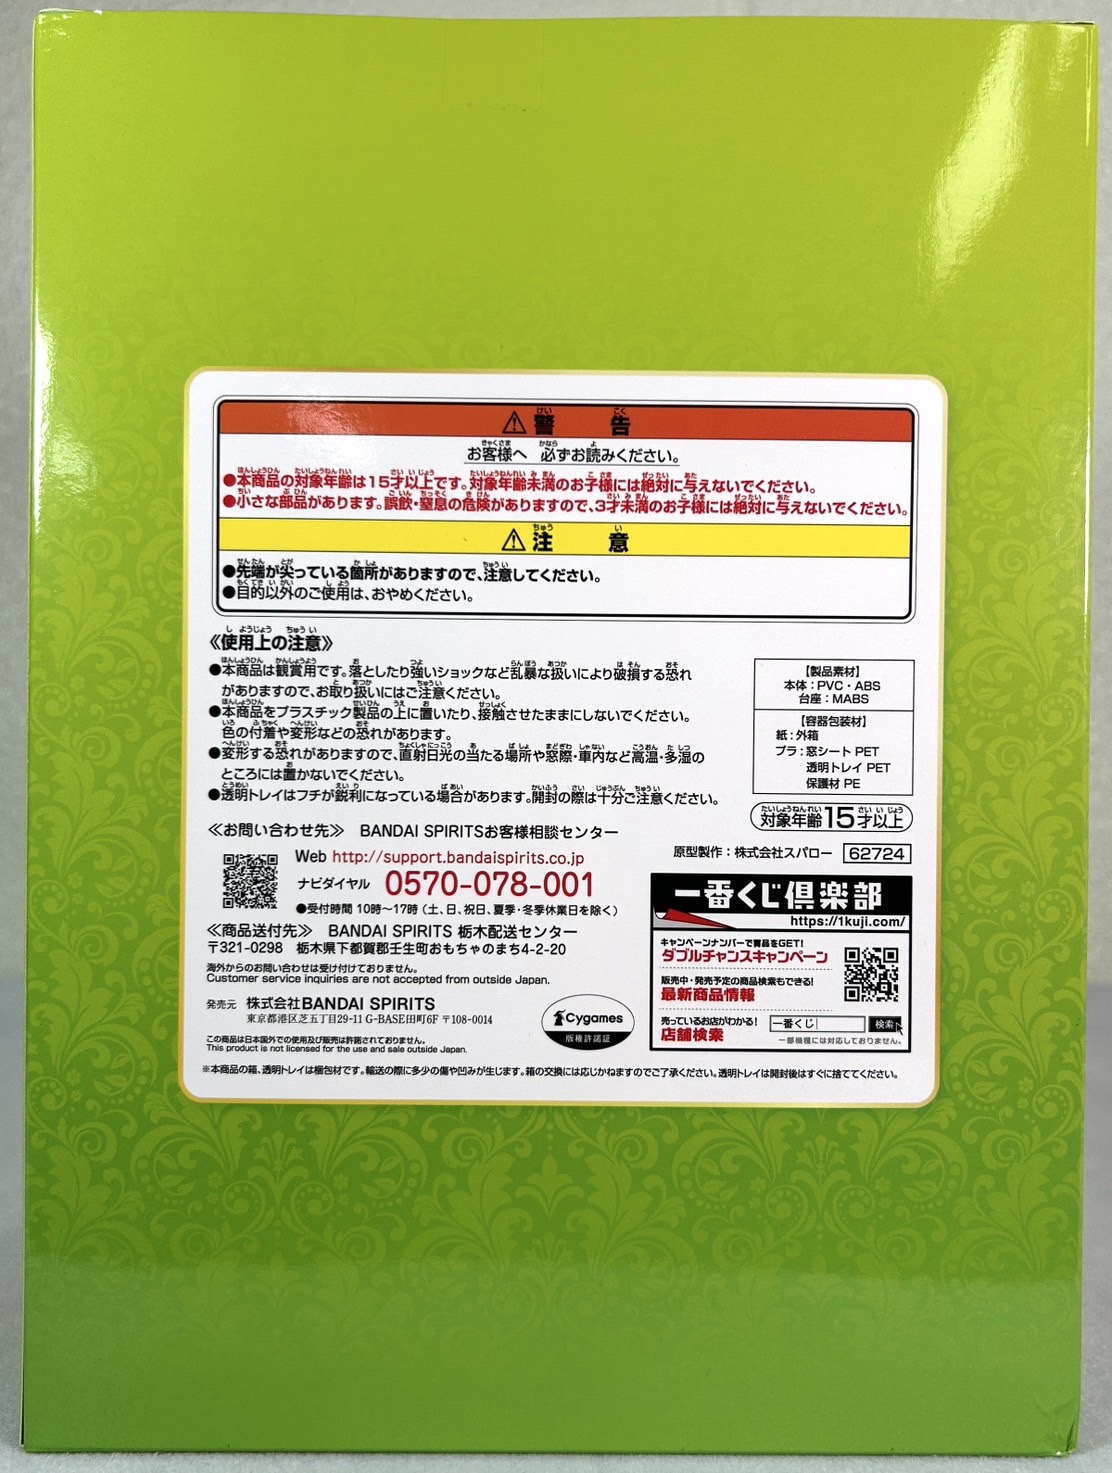 ⚠警告
お客様へ 必ずお読みください。
●本商品の対象年齢は15才以上です。対象年齢未満のお子様には絶対に与えないでください。
●小さな部品があります。誤飲・窒息の危険がありますので、3才未満のお子様には絶対に与えないでください。
⚠注意
●先端が尖っている箇所がありますので、注意してください。
●目的以外のご使用は、おやめください。
《使用上の注意》
●本商品は観賞用です。落としたり強いショックなど乱暴な扱いにより破損する恐れ
がありますので、お取り扱いにはご注意ください。
●本商品をプラスチック製品の上に置いたり、接触させたままにしないでください。
色の付着や変形などの恐れがあります。
●変形する恐れがありますので、直射日光の当たる場所や窓際・車内など高温・多湿の
ところには置かないでください。
●透明トレイはフチが鋭利になっている場合があります。開封の際は十分ご注意ください。
【製品素材】
本体：PVC・ABS
台座：MABS
【容器包装材】
紙：外箱
プラ：窓シート PET
透明トレイ PET
保護材 PE
対象年齢15才以上
≪お問い合わせ先≫ BANDAI SPIRITSお客様相談センター
Web http://support.bandaispirits.co.jp
ナビダイヤル 0570-078-001
●受付時間 10時〜17時（土、日、祝日、夏季・冬季休業日を除く）
≪商品送付先≫ BANDAI SPIRITS 栃木配送センター
〒321-0298 栃木県下都賀郡壬生町おもちゃのまち4-2-20
海外からのお問い合わせは受け付けておりません。
Customer service inquiries are not accepted from outside Japan.
発売元 株式会社BANDAI SPIRITS
東京都港区芝五丁目29-11 G-BASE田町6F 〒108-0014
この商品は日本国外での使用及び販売は許諾されておりません。
This product is not licensed for the use and sale outside Japan.
Cygames
版権許諾証
原型製作：株式会社スパロー 62724
一番くじ倶楽部
https://1kuji.com/
キャンペーンナンバーで賞品をGET!
ダブルチャンスキャンペーン
販売中・発売予定の商品検索もできる!
最新商品情報
売っているお店がわかる!
店舗検索
一番くじ 検索
一部機種には対応しておりません。
※本商品の箱、透明トレイは梱包材です。輸送の際に多少の傷や凹みが生じます。箱の交換には応じかねますのでご了承ください。透明トレイは開封後はすぐに捨ててください。